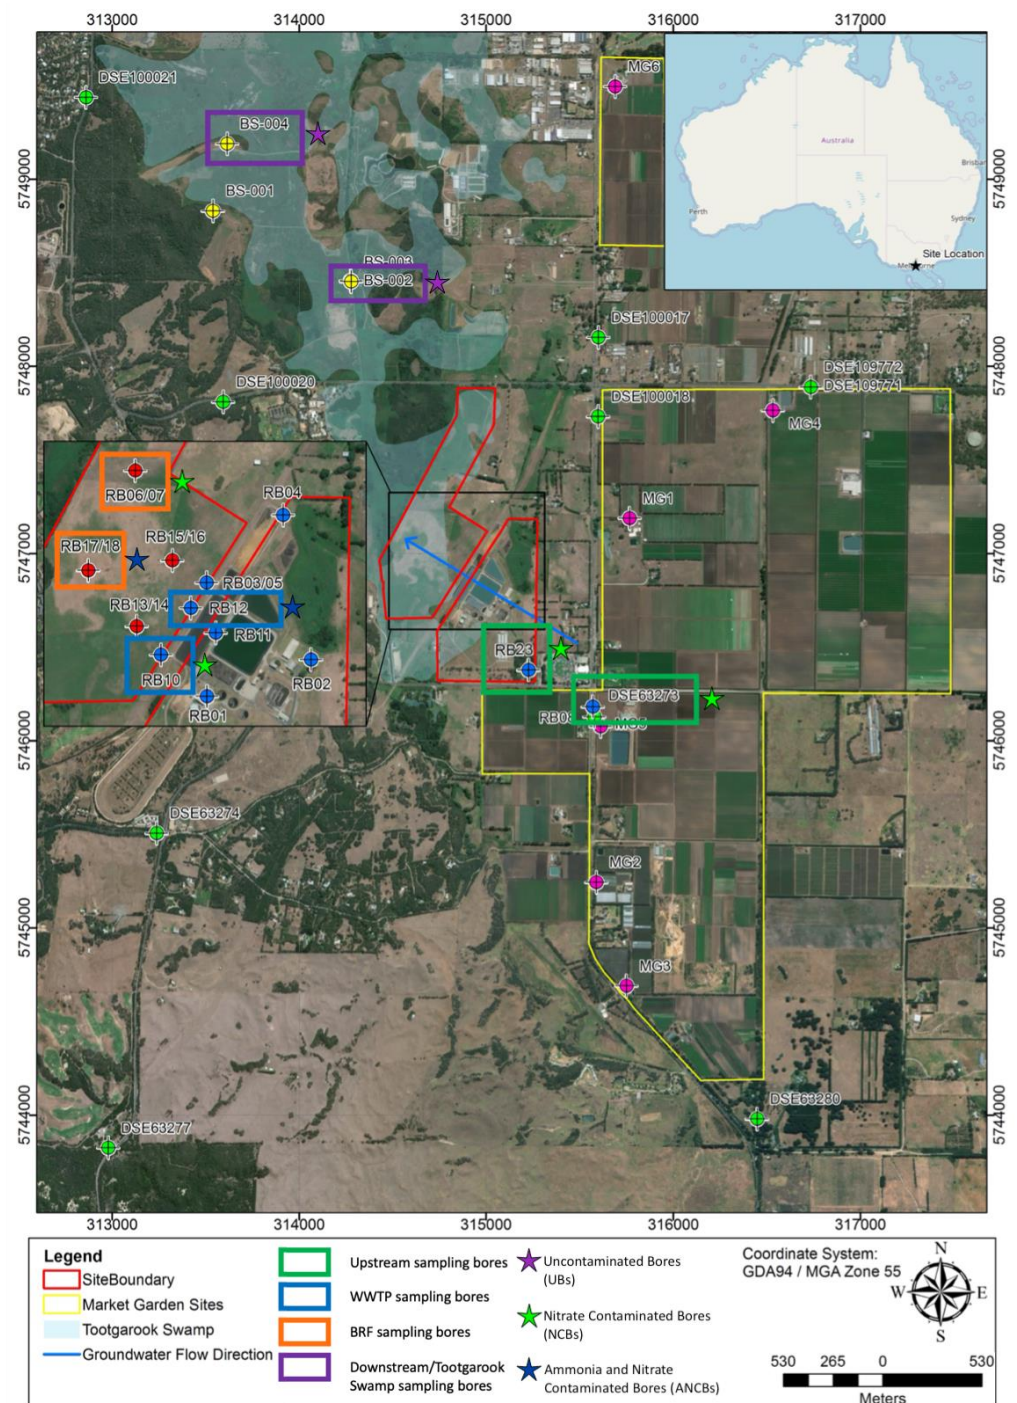 313000 314000 315000 316000 317000
DSE100021
MG6
BS-004
5749000
5749000
BS-001
BS-003
BS-002
Australia
Perth
Sydney
Site Location
DSE100017
5748000
5748000
DSE109772
DSE109771
DSE100020
DSE100018
MG4
RB06/07
RB04
MG1
RB17/18
RB15/16
5747000
5747000
RB03/05
RB12
RB13/14
RB11
RB10
RB02
RB01
RB23
DSE63273
MG5
5746000
5746000
DSE63274
MG2
5745000
5745000
MG3
DSE63280
5744000
5744000
DSE63277
313000 314000 315000 316000 317000
Legend
SiteBoundary
Market Garden Sites
Tootgarook Swamp
Groundwater Flow Direction
Upstream sampling bores
WWTP sampling bores
BRF sampling bores
Downstream/Tootgarook
Swamp sampling bores
Uncontaminated Bores
(UBs)
Nitrate Contaminated Bores
(NCBs)
Ammonia and Nitrate
Contaminated Bores (ANCBs)
Coordinate System:
GDA94 / MGA Zone 55
N
W E
S
530 265 0 530
Meters